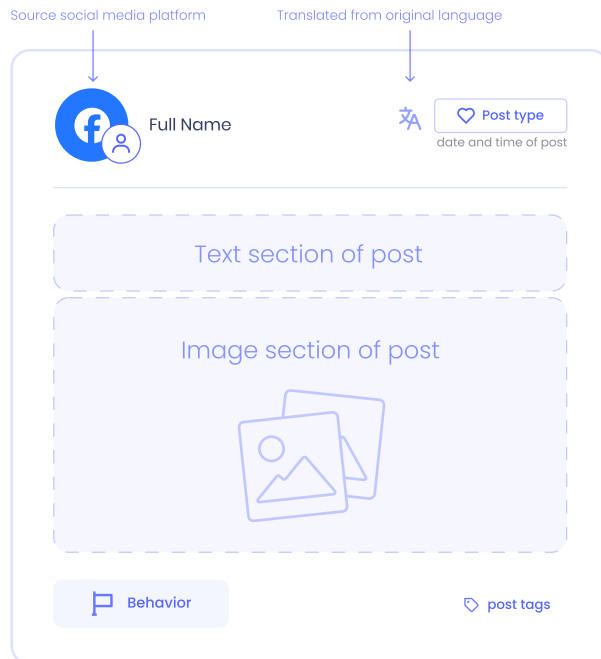 Source social media platform
Translated from original language
Full Name
Post type
date and time of post
Text section of post
Image section of post
Behavior
post tags